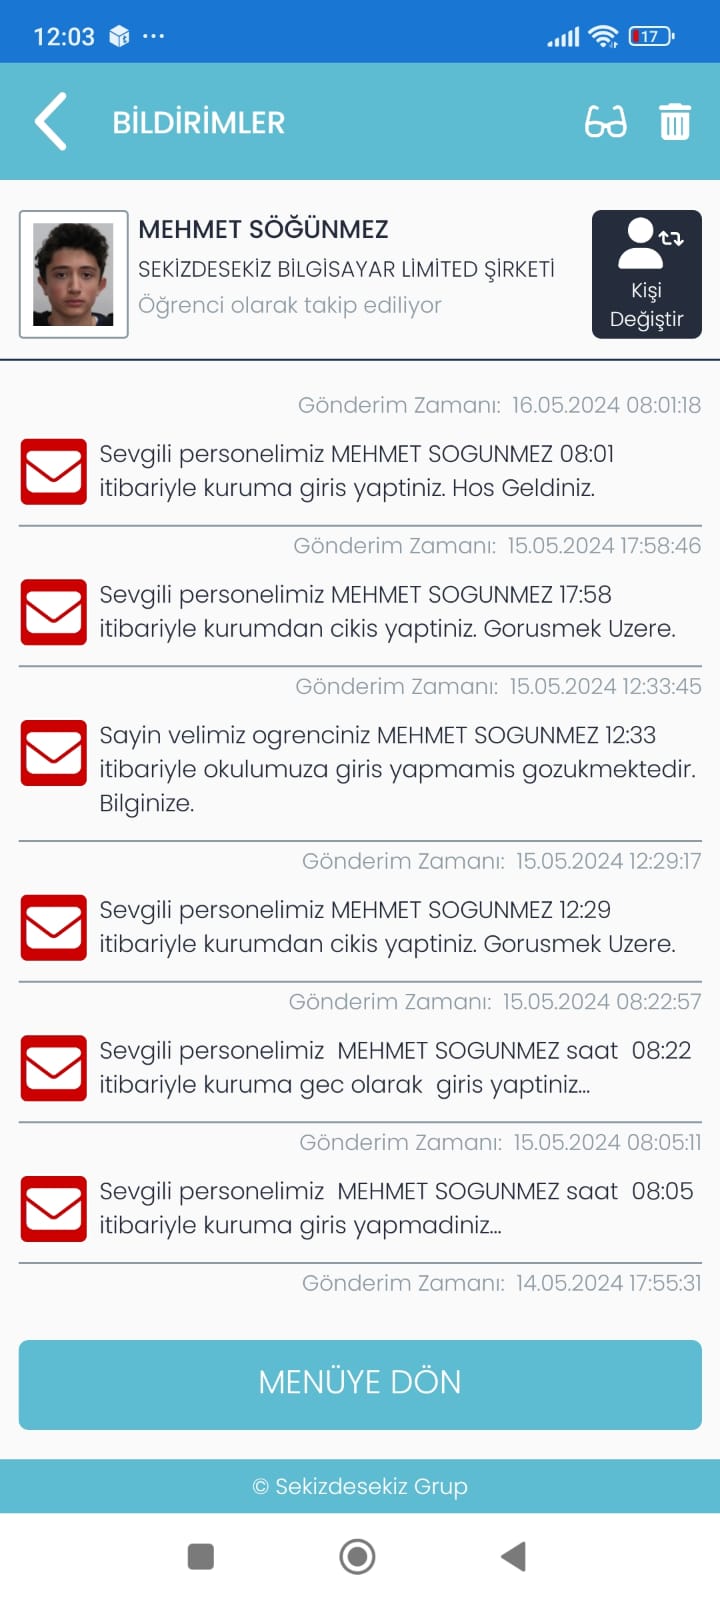 12:03
17
BİLDİRİMLER
MEHMET SÖĞÜNMEZ
SEKİZDESEKİZ BİLGİSAYAR LİMİTED ŞİRKETİ
Öğrenci olarak takip ediliyor
Kişi
Değiştir
Gönderim Zamanı: 16.05.2024 08:01:18
Sevgili personelimiz MEHMET SOGUNMEZ 08:01
itibariyle kuruma giris yaptiniz. Hos Geldiniz.
Gönderim Zamanı: 15.05.2024 17:58:46
Sevgili personelimiz MEHMET SOGUNMEZ 17:58
itibariyle kurumdan cikis yaptiniz. Gorusmek Uzere.
Gönderim Zamanı: 15.05.2024 12:33:45
Sayin velimiz ogrenciniz MEHMET SOGUNMEZ 12:33
itibariyle okulumuza giris yapmamis gozukmektedir.
Bilginize.
Gönderim Zamanı: 15.05.2024 12:29:17
Sevgili personelimiz MEHMET SOGUNMEZ 12:29
itibariyle kurumdan cikis yaptiniz. Gorusmek Uzere.
Gönderim Zamanı: 15.05.2024 08:22:57
Sevgili personelimiz MEHMET SOGUNMEZ saat 08:22
itibariyle kuruma gec olarak giris yaptiniz...
Gönderim Zamanı: 15.05.2024 08:05:11
Sevgili personelimiz MEHMET SOGUNMEZ saat 08:05
itibariyle kuruma giris yapmadiniz...
Gönderim Zamanı: 14.05.2024 17:55:31
MENÜYE DÖN
© Sekizdesekiz Grup